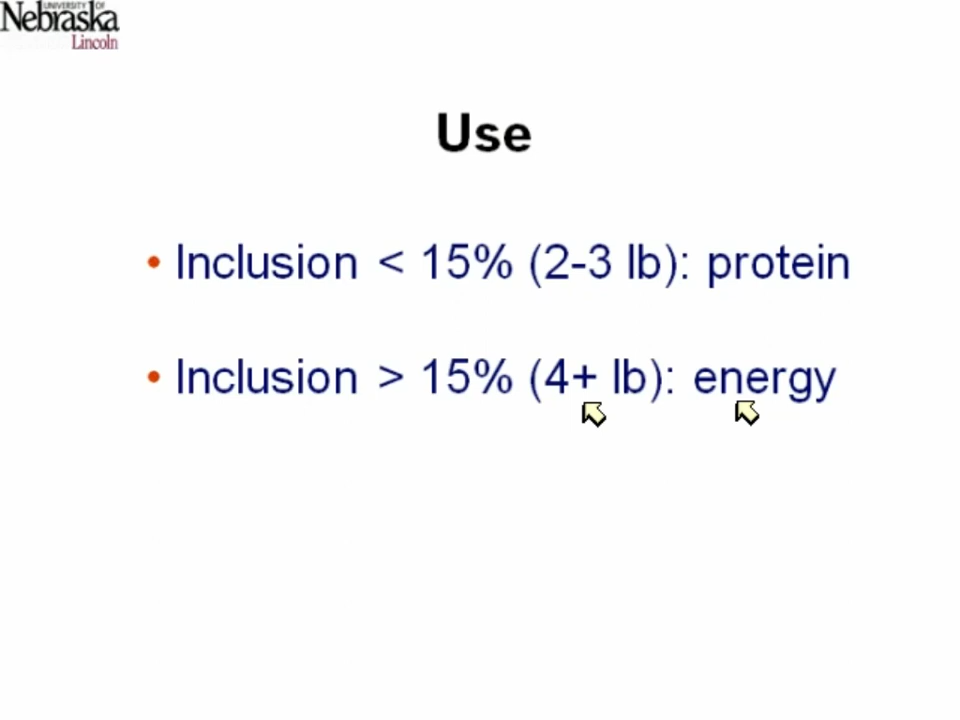 UNIVERSITY OF
Nebraska
Lincoln
Use
• Inclusion < 15% (2-3 lb): protein
• Inclusion > 15% (4+ lb): energy